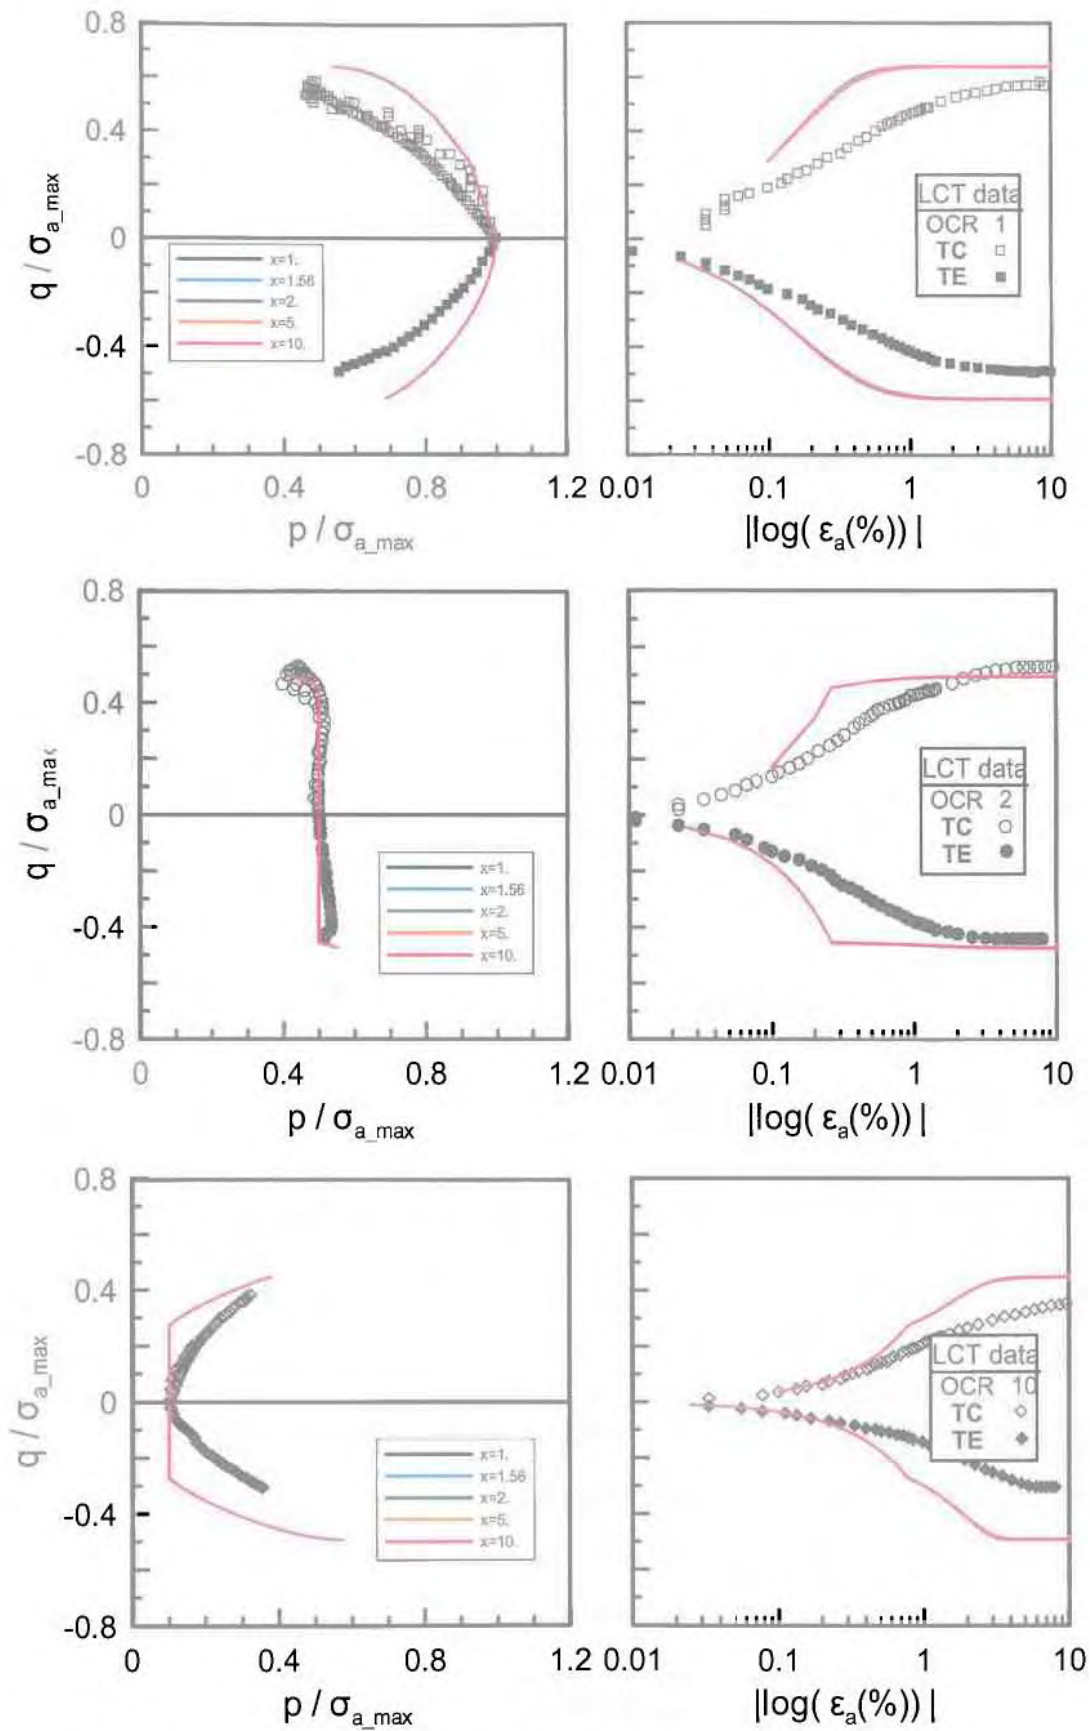 0.8
0.4
0
-0.4
-0.8
q / σa_max
x=1.
x=1.56
x=2.
x=5.
x=10.
0 0.4 0.8 1.2
p / σa_max
LCT data
OCR 1
TC
TE
0.01 0.1 1 10
|log( εa(%)) |
0.8
0.4
0
-0.4
-0.8
q / σa_max
x=1.
x=1.56
x=2.
x=5.
x=10.
0 0.4 0.8 1.2
p / σa_max
LCT data
OCR 2
TC
TE
0.01 0.1 1 10
|log( εa(%)) |
0.8
0.4
0
-0.4
-0.8
q / σa_max
x=1.
x=1.56
x=2.
x=5.
x=10.
0 0.4 0.8 1.2
p / σa_max
LCT data
OCR 10
TC
TE
0.01 0.1 1 10
|log( εa(%)) |